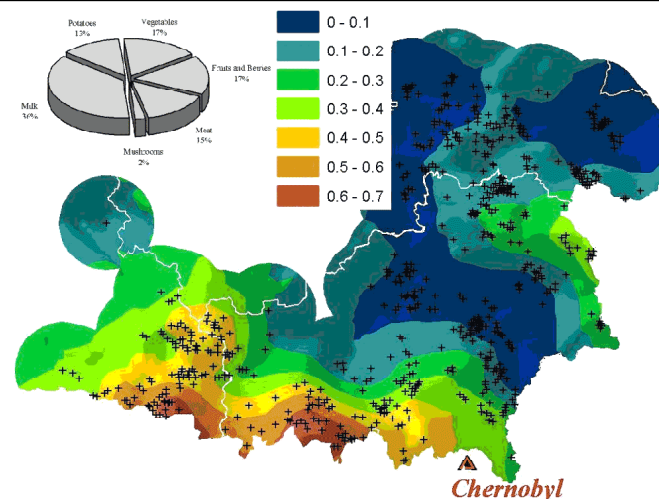 Potatoes
13%
Vegetables
17%
Fruits and Berries
17%
Milk
36%
Meat
15%
Mushrooms
2%
0 - 0.1
0.1 - 0.2
0.2 - 0.3
0.3 - 0.4
0.4 - 0.5
0.5 - 0.6
0.6 - 0.7
Chernobyl